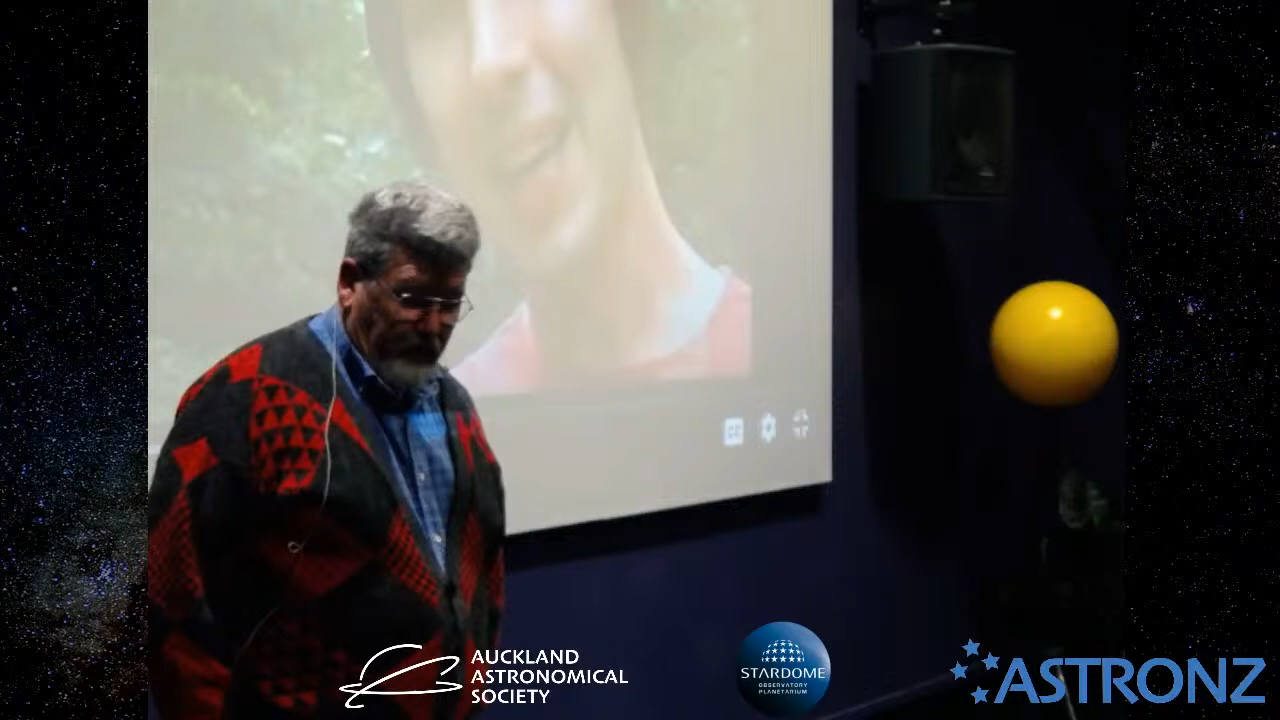 AUCKLAND
ASTRONOMICAL
SOCIETY
STARDOME
OBSERVATORY
PLANETARIUM
ASTRONZ